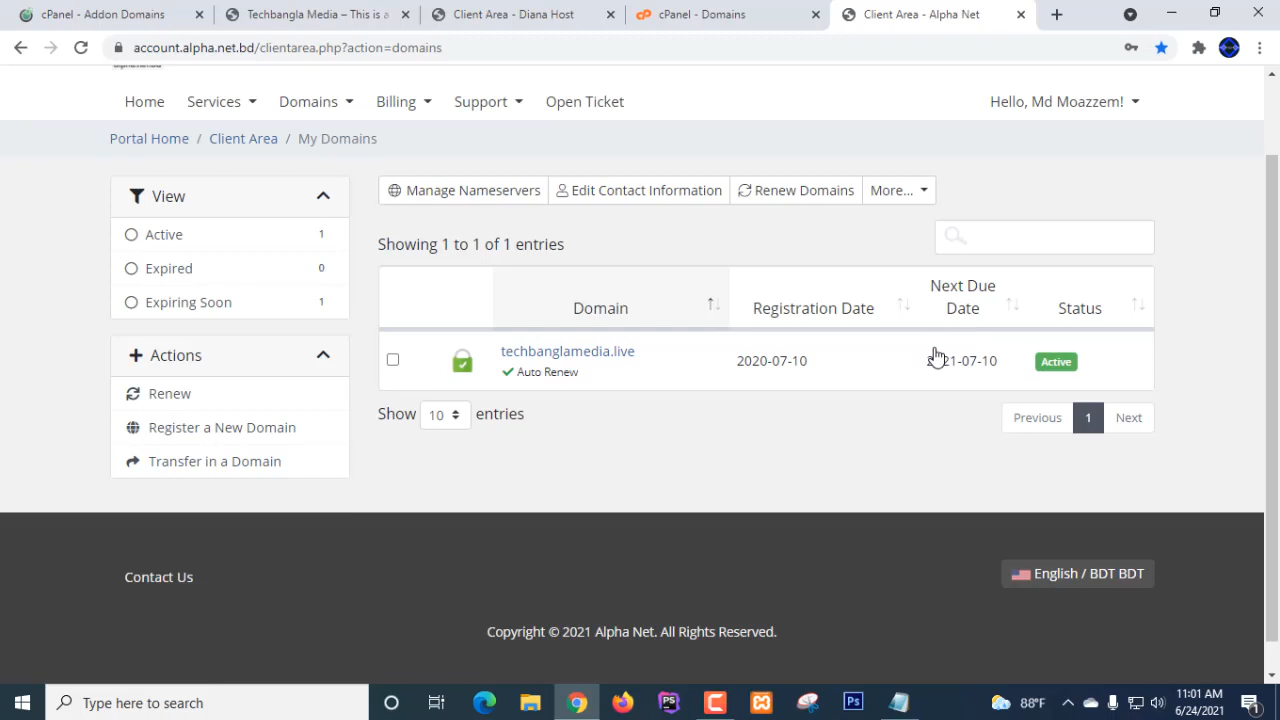 cPanel - Addon Domains
Techbangla Media – This is a
Client Area - Diana Host
cPanel - Domains
Client Area - Alpha Net
account.alpha.net.bd/clientarea.php?action=domains
Home
Services
Domains
Billing
Support
Open Ticket
Hello, Md Moazzem!
Portal Home / Client Area / My Domains
View
Active 1
Expired 0
Expiring Soon 1
Actions
Renew
Register a New Domain
Transfer in a Domain
Manage Nameservers
Edit Contact Information
Renew Domains
More...
Showing 1 to 1 of 1 entries
Domain
Registration Date
Next Due
Date
Status
techbanglamedia.live
Auto Renew
2020-07-10
21-07-10
Active
Show 10 entries
Previous 1 Next
Contact Us
English / BDT BDT
Copyright © 2021 Alpha Net. All Rights Reserved.
Type here to search
PS
Ps
88°F
11:01 AM
6/24/2021
1